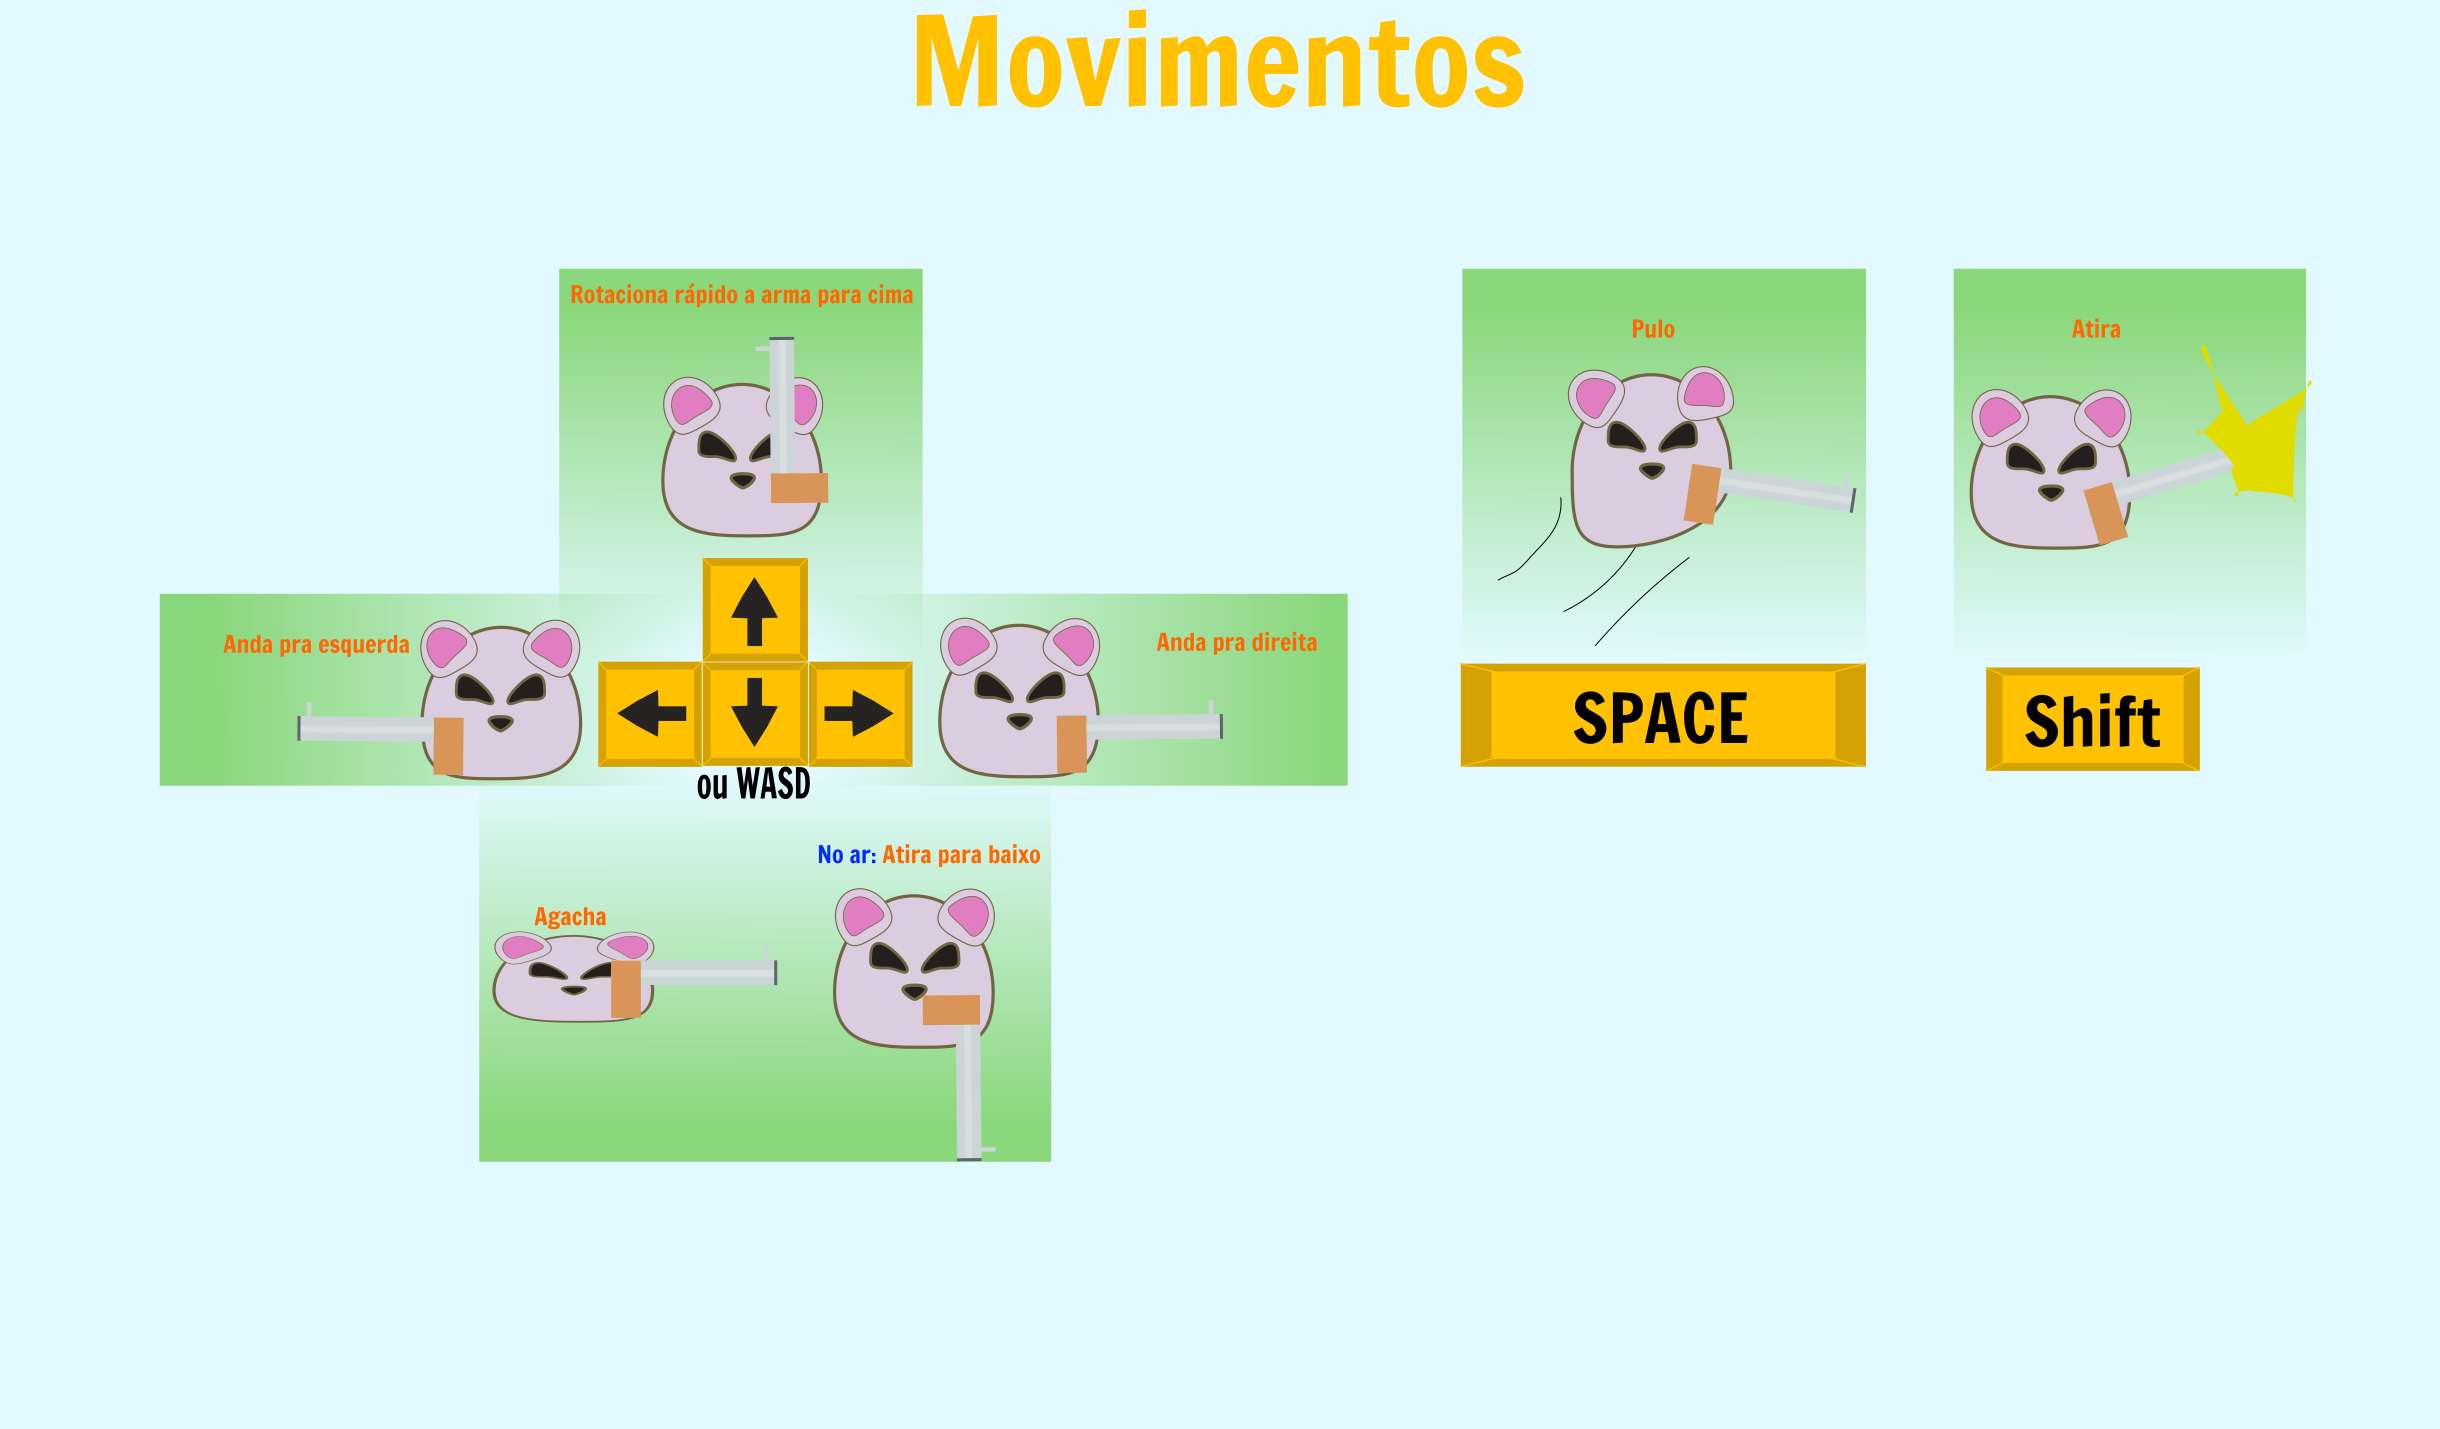 Movimentos
Rotaciona rápido a arma para cima
Pulo
Atira
Anda pra esquerda
Anda pra direita
SPACE
Shift
ou WASD
No ar: Atira para baixo
Agacha